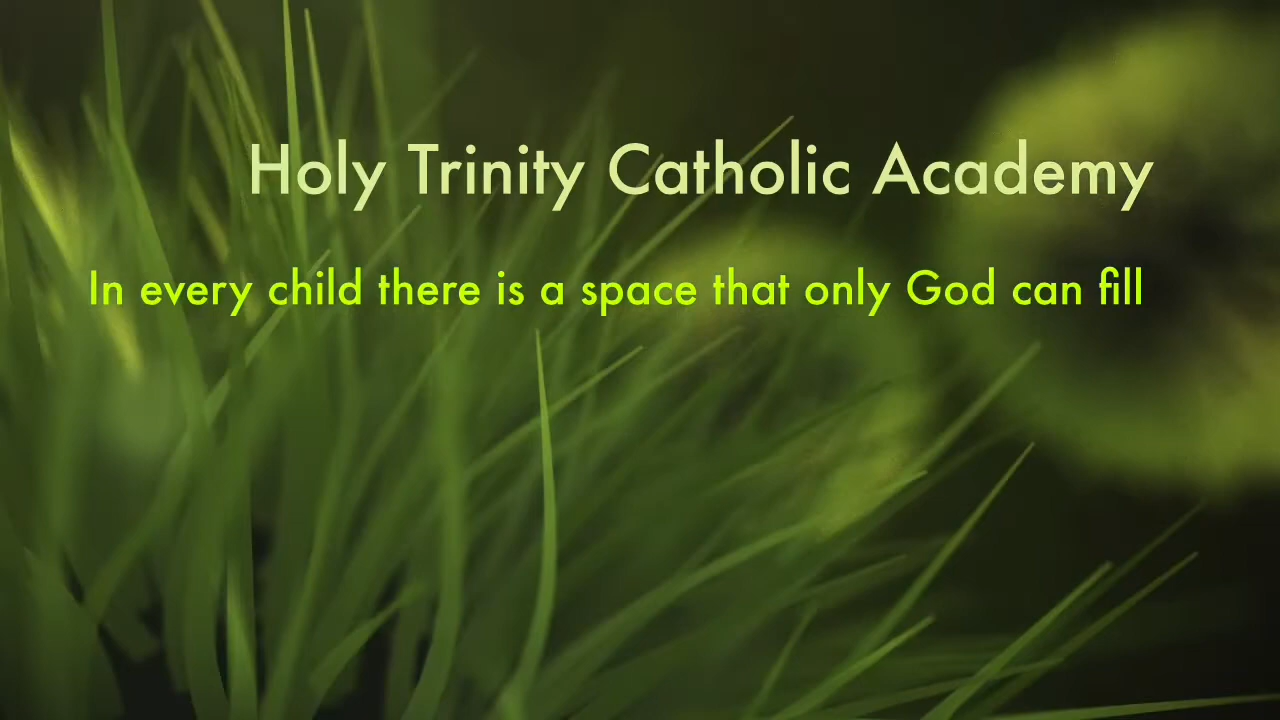 Holy Trinity Catholic Academy
In every child there is a space that only God can fill